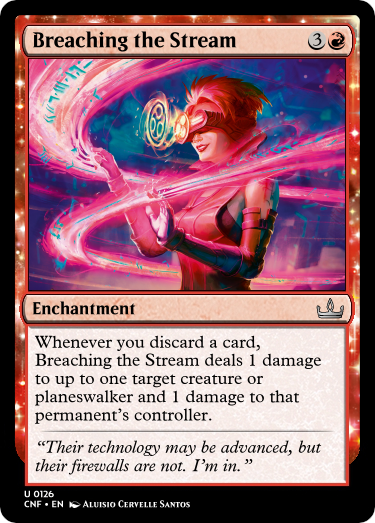 Breaching the Stream 3
Enchantment
Whenever you discard a card,
Breaching the Stream deals 1 damage
to up to one target creature or
planeswalker and 1 damage to that
permanent's controller.
"Their technology may be advanced, but
their firewalls are not. I'm in."
U 0126
CNF • EN Aluisio Cervelle Santos